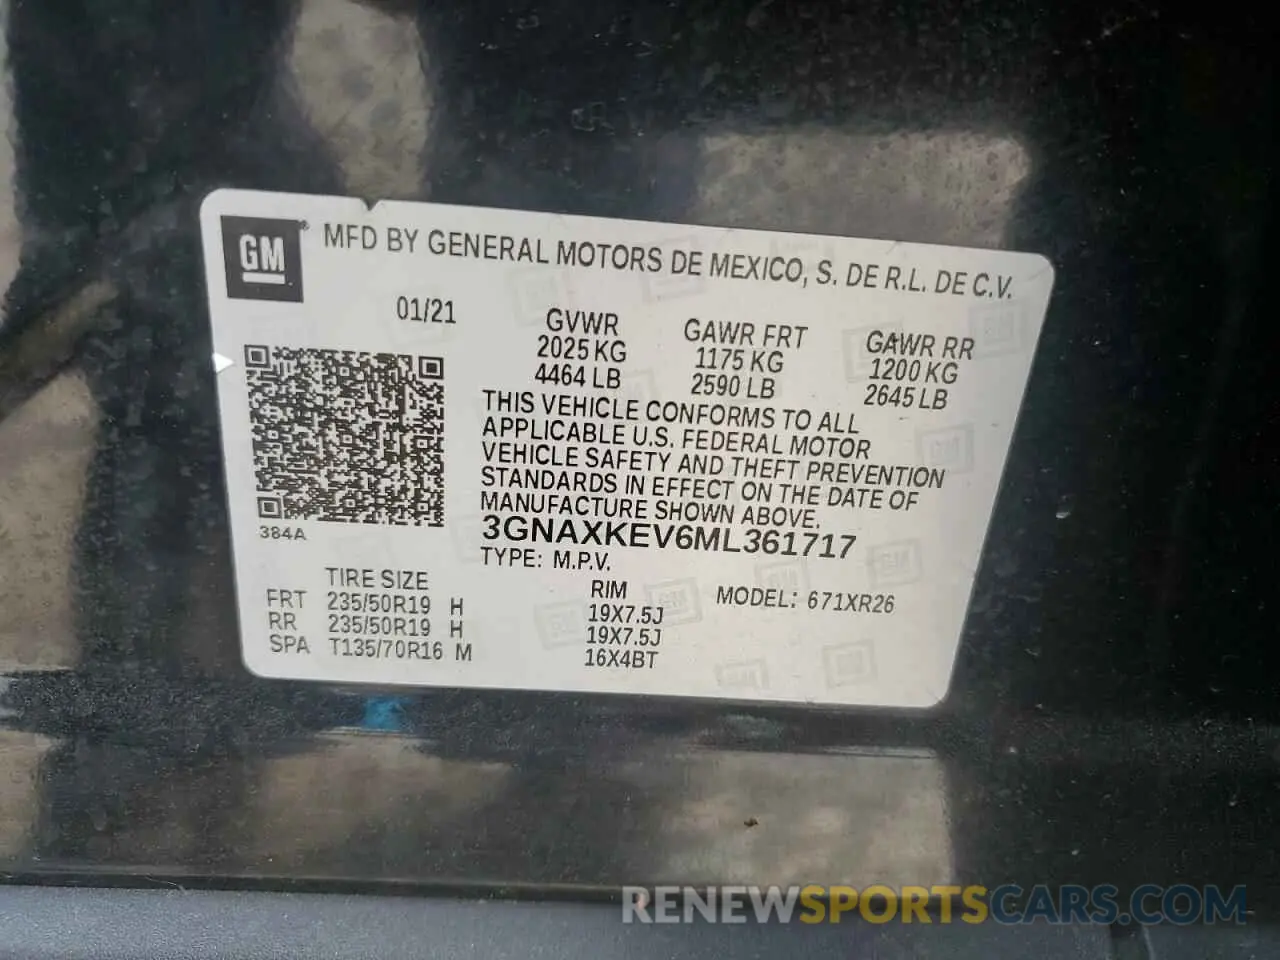 GM ® MFD BY GENERAL MOTORS DE MEXICO, S. DE R.L. DE C.V.
01/21
GVWR GAWR FRT GAWR RR
2025 KG 1175 KG 1200 KG
4464 LB 2590 LB 2645 LB
THIS VEHICLE CONFORMS TO ALL
APPLICABLE U.S. FEDERAL MOTOR
VEHICLE SAFETY AND THEFT PREVENTION
STANDARDS IN EFFECT ON THE DATE OF
MANUFACTURE SHOWN ABOVE.
384A
3GNAXKEV6ML361717
TYPE: M.P.V.
TIRE SIZE RIM MODEL: 671XR26
FRT 235/50R19 H 19X7.5J
RR 235/50R19 H 19X7.5J
SPA T135/70R16 M 16X4BT
RENEWSPORTSCARS.COM